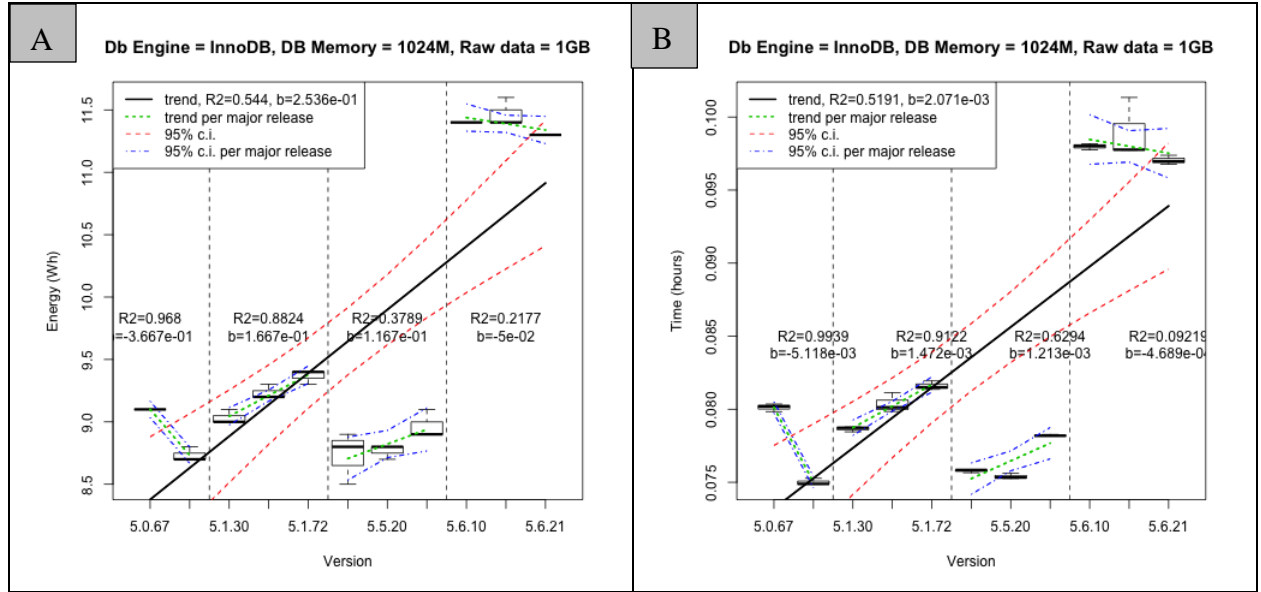 A
Db Engine = InnoDB, DB Memory = 1024M, Raw data = 1GB
trend, R2=0.544, b=2.536e-01
trend per major release
95% c.i.
95% c.i. per major release
Energy (Wh)
11.5
11.0
10.5
10.0
9.5
9.0
8.5
R2=0.968
=-3.667e-01
R2=0.8824
b=1.667e-01
R2=0.3789
b=1.167e-01
R2=0.2177
b=-5e-02
5.0.67 5.1.30 5.1.72 5.5.20 5.6.10 5.6.21
Version
B
Db Engine = InnoDB, DB Memory = 1024M, Raw data = 1GB
trend, R2=0.5191, b=2.071e-03
trend per major release
95% c.i.
95% c.i. per major release
Time (hours)
0.100
0.095
0.090
0.085
0.080
0.075
R2=0.9939
b=-5.118e-03
R2=0.9122
b=1.472e-03
R2=0.6294
b=1.213e-03
R2=0.09219
b=-4.689e-0
5.0.67 5.1.30 5.1.72 5.5.20 5.6.10 5.6.21
Version